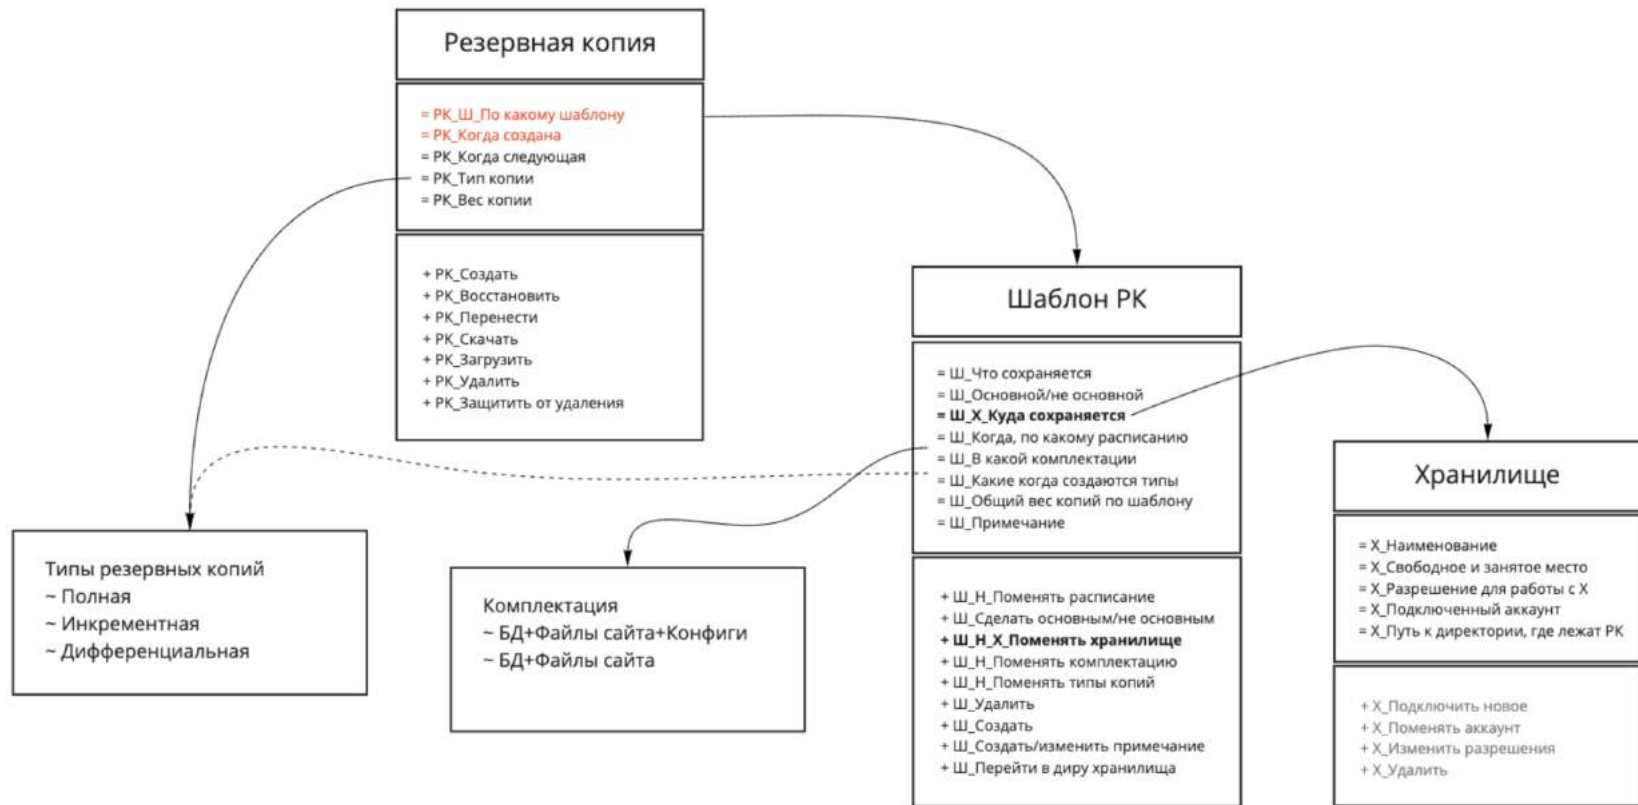 Резервная копия
= РК_Ш_По какому шаблону
= РК_Когда создана
= РК_Когда следующая
= РК_Тип копии
= РК_Вес копии
+ РК_Создать
+ РК_Восстановить
+ РК_Перенести
+ РК_Скачать
+ РК_Загрузить
+ РК_Удалить
+ РК_Защитить от удаления
Шаблон РК
= Ш_Что сохраняется
= Ш_Основной/не основной
= Ш_Х_Куда сохраняется
= Ш_Когда, по какому расписанию
= Ш_В какой комплектации
= Ш_Какие когда создаются типы
= Ш_Общий вес копий по шаблону
= Ш_Примечание
+ Ш_Н_Поменять расписание
+ Ш_Сделать основным/не основным
+ Ш_Н_Х_Поменять хранилище
+ Ш_Н_Поменять комплектацию
+ Ш_Н_Поменять типы копий
+ Ш_Удалить
+ Ш_Создать
+ Ш_Создать/изменить примечание
+ Ш_Перейти в диру хранилища
Хранилище
= Х_Наименование
= Х_Свободное и занятое место
= Х_Разрешение для работы с Х
= Х_Подключенный аккаунт
= Х_Путь к директории, где лежат РК
+ Х_Подключить новое
+ Х_Поменять аккаунт
+ Х_Изменить разрешения
+ Х_Удалить
Типы резервных копий
~ Полная
~ Инкрементная
~ Дифференциальная
Комплектация
~ БД+Файлы сайта+Конфиги
~ БД+Файлы сайта